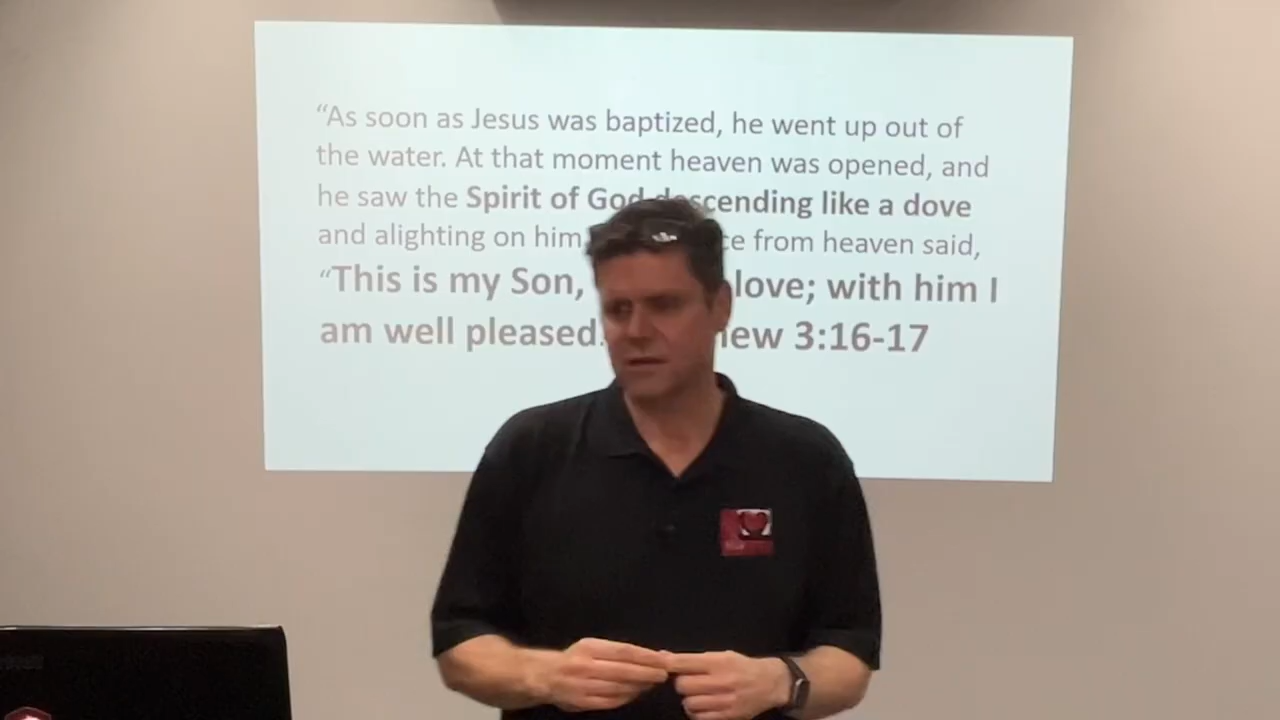 “As soon as Jesus was baptized, he went up out of
the water. At that moment heaven was opened, and
he saw the Spirit of God descending like a dove
and alighting on him from heaven said,
“This is my Son, love; with him I
am well pleased. 3:16-17